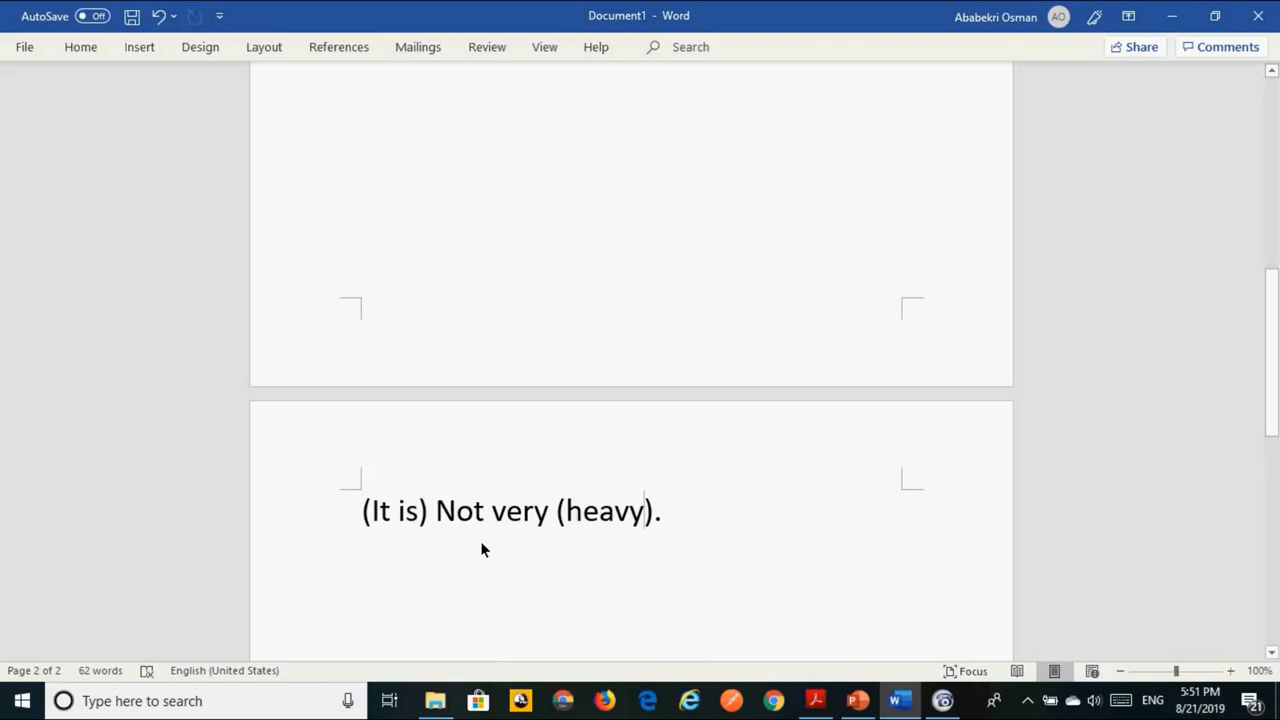 AutoSave Off Document1 - Word Ababekri Osman AO
File Home Insert Design Layout References Mailings Review View Help Search Share Comments
(It is) Not very (heavy).
Page 2 of 2 62 words English (United States) Focus 100%
Type here to search ENG 5:51 PM
8/21/2019 21